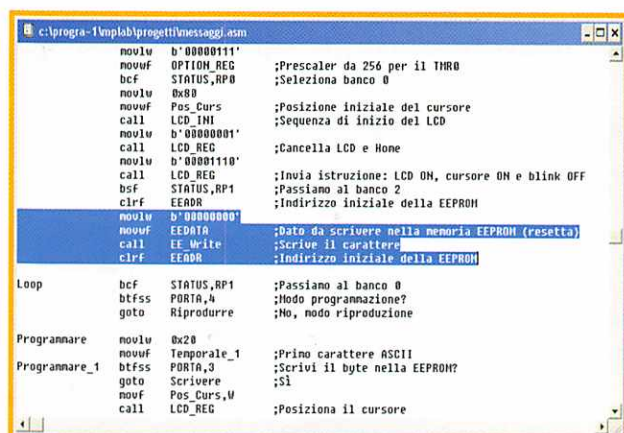 c:\progra~1\mplab\progetti\messaggi.asm
movlw b'00000111'
movwf OPTION_REG ;Prescaler da 256 per il TMR0
bcf STATUS,RP0 ;Seleziona banco 0
movlw 0x80
movwf Pos_Curs ;Posizione iniziale del cursore
call LCD_INI ;Sequenza di inizio del LCD
movlw b'00000001'
call LCD_REG ;Cancella LCD e Home
movlw b'00001110'
call LCD_REG ;Invia istruzione: LCD ON, cursore ON e blink OFF
bsf STATUS,RP1 ;Passiamo al banco 2
clrf EEADR ;Indirizzo iniziale della EEPROM
movlw b'00000000'
movwf EEDATA ;Dato da scrivere nella memoria EEPROM (resetta)
call EE_Write ;Scrive il carattere
clrf EEADR ;Indirizzo iniziale della EEPROM
Loop bcf STATUS,RP1 ;Passiamo al banco 0
btfss PORTA,4 ;Modo programmazione?
goto Riprodurre ;No, modo riproduzione
Programmare movlw 0x20
movwf Temporale_1 ;Primo carattere ASCII
Programmare_1 btfss PORTA,3 ;Scrivi il byte nella EEPROM?
goto Scrivere ;Sì
movf Pos_Curs,W
call LCD_REG ;Posiziona il cursore